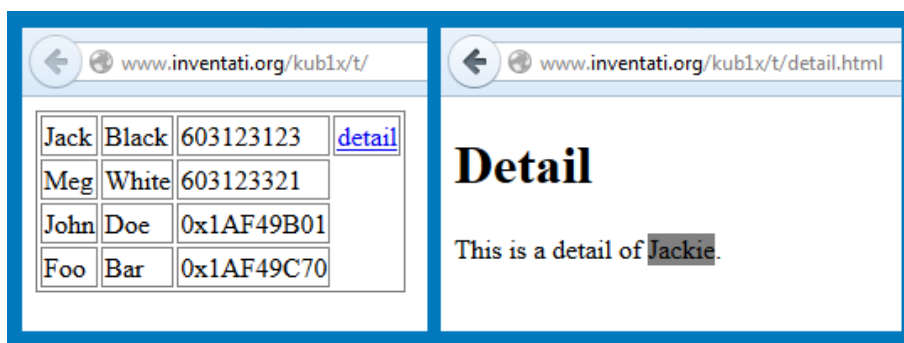 www.inventati.org/kub1x/t/
Jack Black 603123123 detail
Meg White 603123321
John Doe 0x1AF49B01
Foo Bar 0x1AF49C70
www.inventati.org/kub1x/t/detail.html
Detail
This is a detail of Jackie.